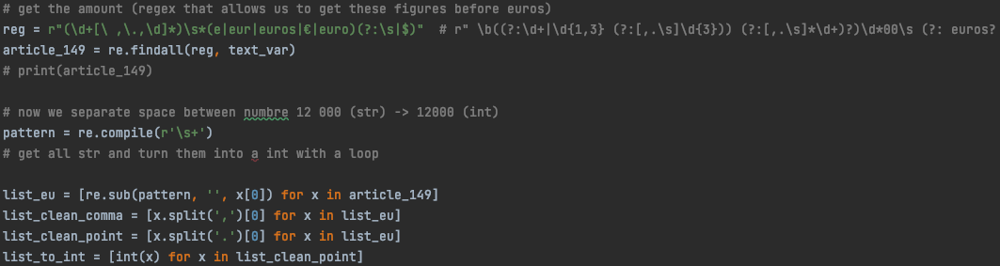 # get the amount (regex that allows us to get these figures before euros)
reg = r"(\d+[\ ,\.,\d]*)\s*(e|eur|euros|€|euro)(?:\s|$)"  # r" \b((?:\d+|\d{1,3} (?:[,.\s]\d{3})) (?:[,.\s]*\d+)?)\d*00\s (?: euros?
article_149 = re.findall(reg, text_var)
# print(article_149)
# now we separate space between numbre 12 000 (str) -> 12000 (int)
pattern = re.compile(r'\s+')
# get all str and turn them into a int with a loop
list_eu = [re.sub(pattern, '', x[0]) for x in article_149]
list_clean_comma = [x.split(',')[0] for x in list_eu]
list_clean_point = [x.split('.')[0] for x in list_eu]
list_to_int = [int(x) for x in list_clean_point]